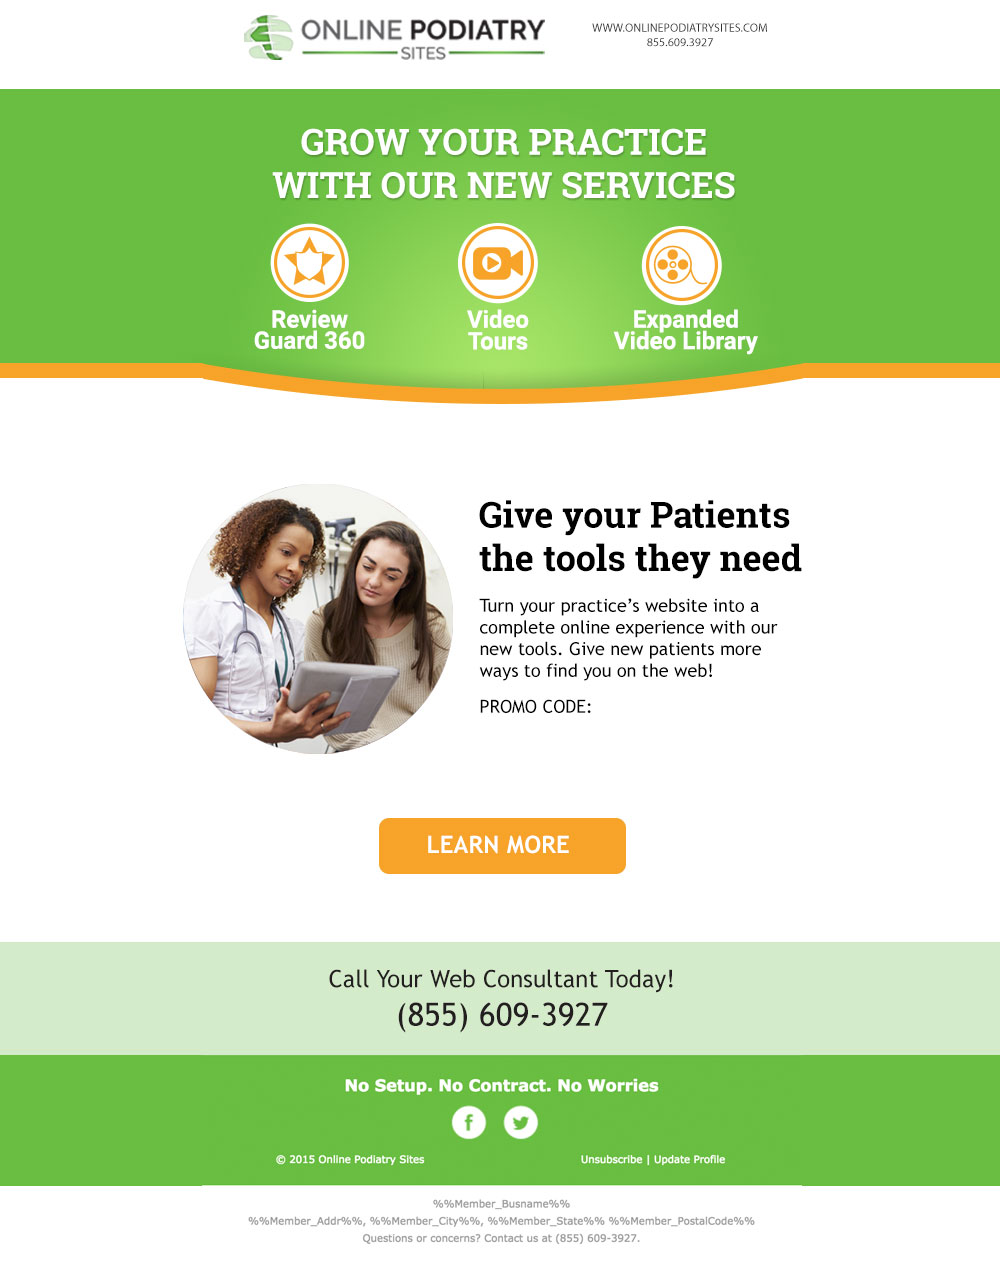 ONLINE PODIATRY
SITES
WWW.ONLINEPODIATRYSITES.COM
855.609.3927
GROW YOUR PRACTICE
WITH OUR NEW SERVICES
Review
Guard 360
Video
Tours
Expanded
Video Library
Give your Patients
the tools they need
Turn your practice’s website into a
complete online experience with our
new tools. Give new patients more
ways to find you on the web!
PROMO CODE:
LEARN MORE
Call Your Web Consultant Today!
(855) 609-3927
No Setup. No Contract. No Worries
© 2015 Online Podiatry Sites
Unsubscribe | Update Profile
%%Member_Busname%%
%%Member_Addr%%, %%Member_City%%, %%Member_State%% %%Member_PostalCode%%
Questions or concerns? Contact us at (855) 609-3927.